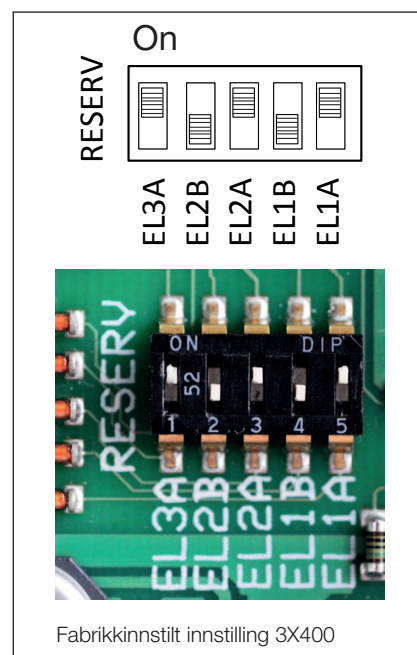 On
RESERV
EL3A
EL2B
EL2A
EL1B
EL1A
ON DIP
52
1 2 3 4 5
RESERV
EL3A
EL2B
EL2A
EL1B
EL1A
Fabrikkinnstilt innstilling 3X400